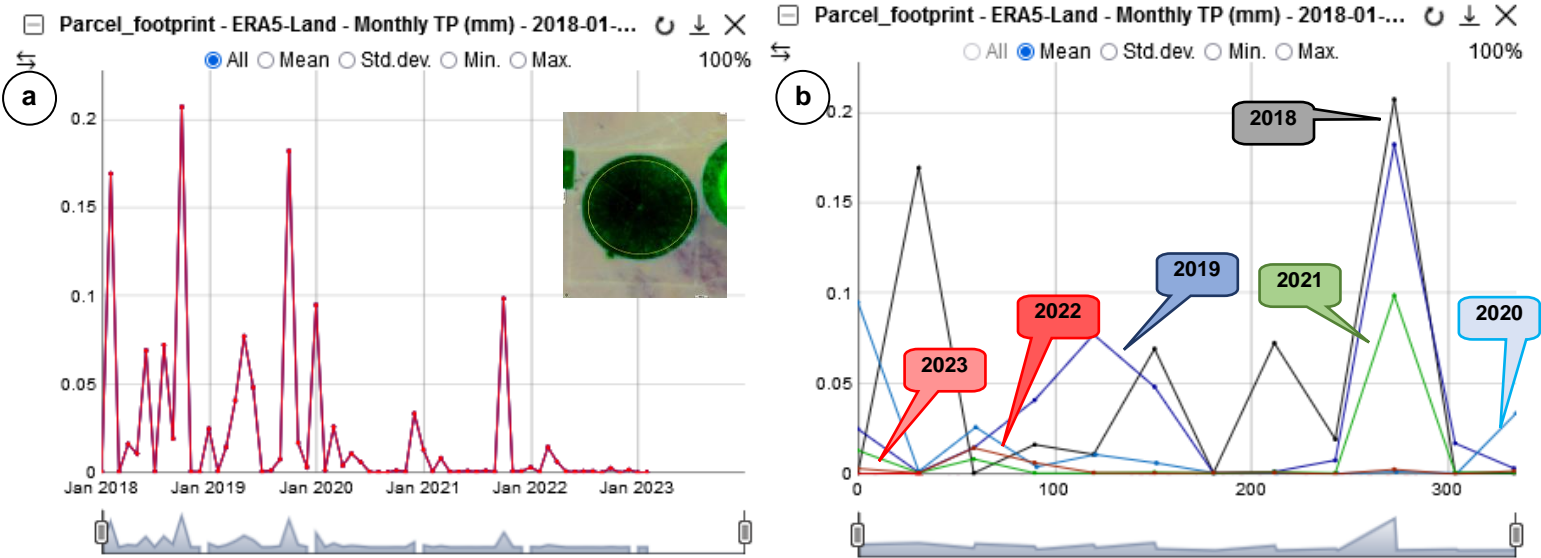 Parcel_footprint - ERA5-Land - Monthly TP (mm) - 2018-01-...
All Mean Std.dev. Min. Max. 100%
a
0.2
0.15
0.1
0.05
0
Jan 2018 Jan 2019 Jan 2020 Jan 2021 Jan 2022 Jan 2023
Parcel_footprint - ERA5-Land - Monthly TP (mm) - 2018-01-...
All Mean Std.dev. Min. Max. 100%
b
0.2
2018
0.15
2019
2021
0.1
2022
2020
2023
0.05
0
0 100 200 300